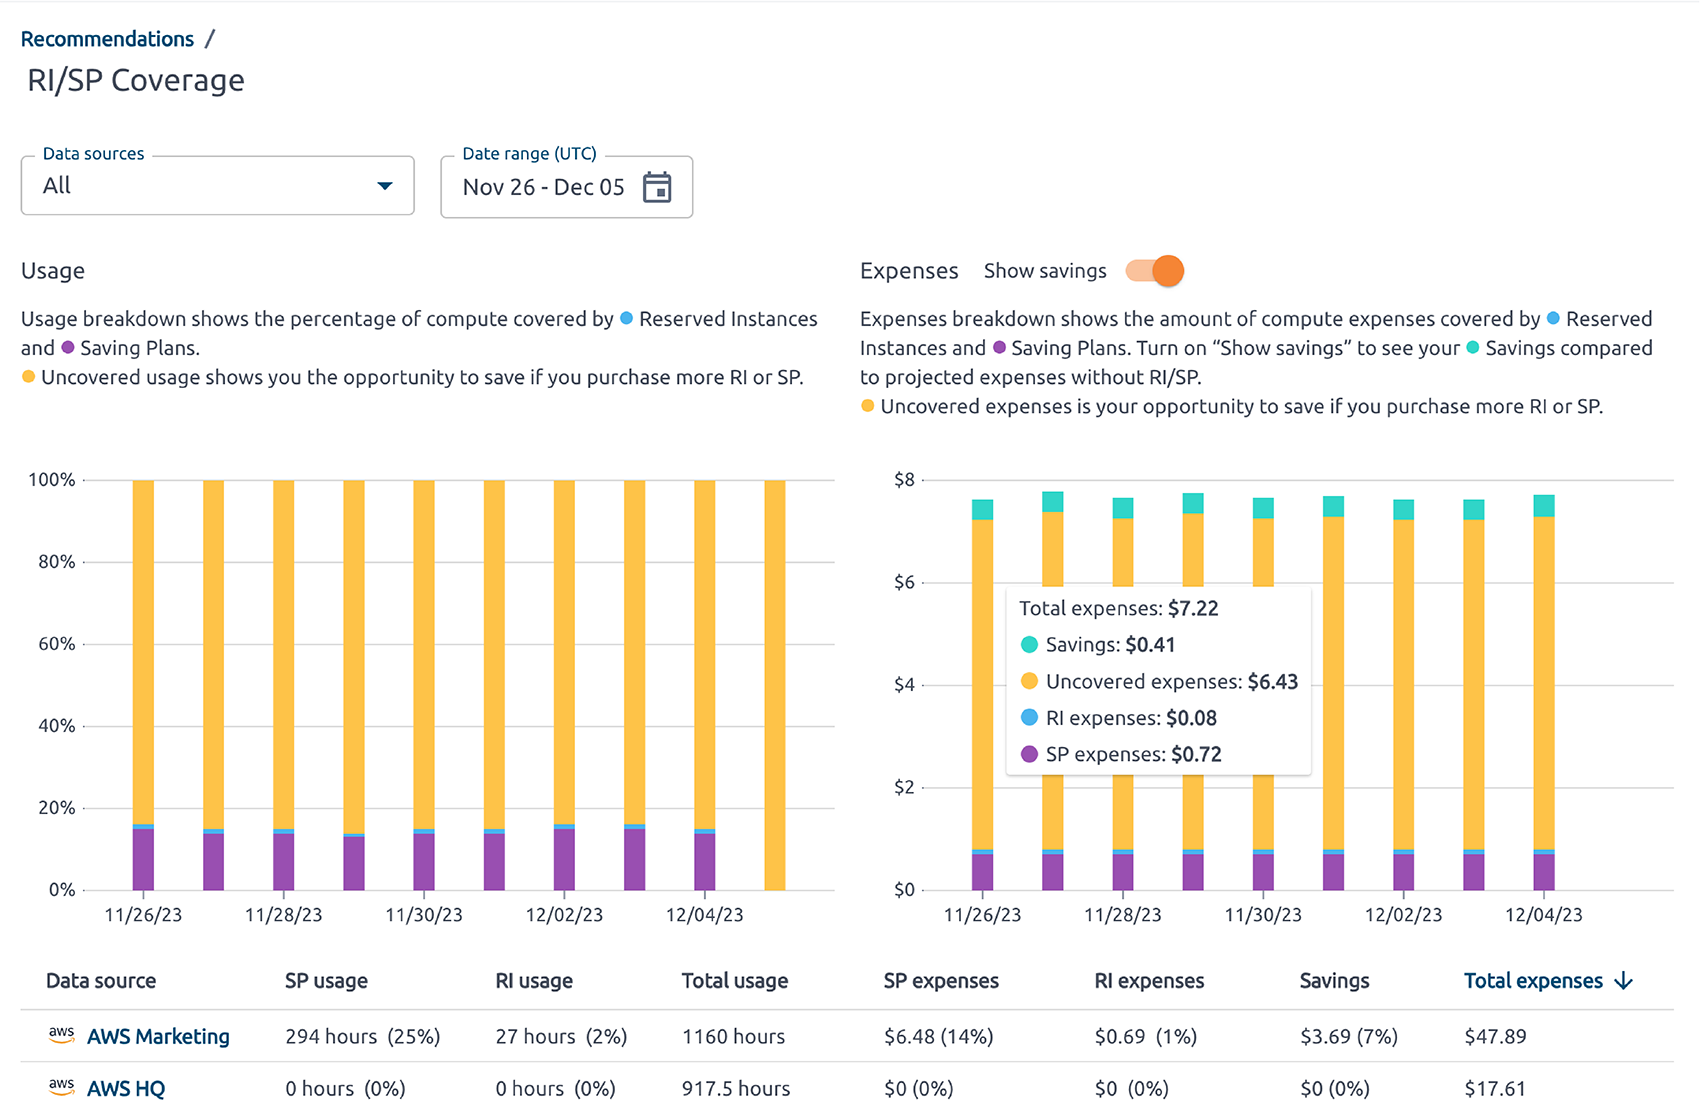 Recommendations /
RI/SP Coverage
Data sources
All
Date range (UTC)
Nov 26 - Dec 05
Usage
Usage breakdown shows the percentage of compute covered by Reserved Instances
and Saving Plans.
Uncovered usage shows you the opportunity to save if you purchase more RI or SP.
Expenses Show savings
Expenses breakdown shows the amount of compute expenses covered by Reserved
Instances and Saving Plans. Turn on “Show savings” to see your Savings compared
to projected expenses without RI/SP.
Uncovered expenses is your opportunity to save if you purchase more RI or SP.
100%
80%
60%
40%
20%
0%
11/26/23 11/28/23 11/30/23 12/02/23 12/04/23
$8
$6
$4
$2
$0
Total expenses: $7.22
Savings: $0.41
Uncovered expenses: $6.43
RI expenses: $0.08
SP expenses: $0.72
11/26/23 11/28/23 11/30/23 12/02/23 12/04/23
Data source SP usage RI usage Total usage SP expenses RI expenses Savings Total expenses
aws AWS Marketing 294 hours (25%) 27 hours (2%) 1160 hours $6.48 (14%) $0.69 (1%) $3.69 (7%) $47.89
aws AWS HQ 0 hours (0%) 0 hours (0%) 917.5 hours $0 (0%) $0 (0%) $0 (0%) $17.61